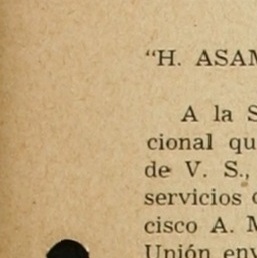 “H. ASAM
A la S
cional qu
de V. S.,
servicios
cisco A. M
Unión env